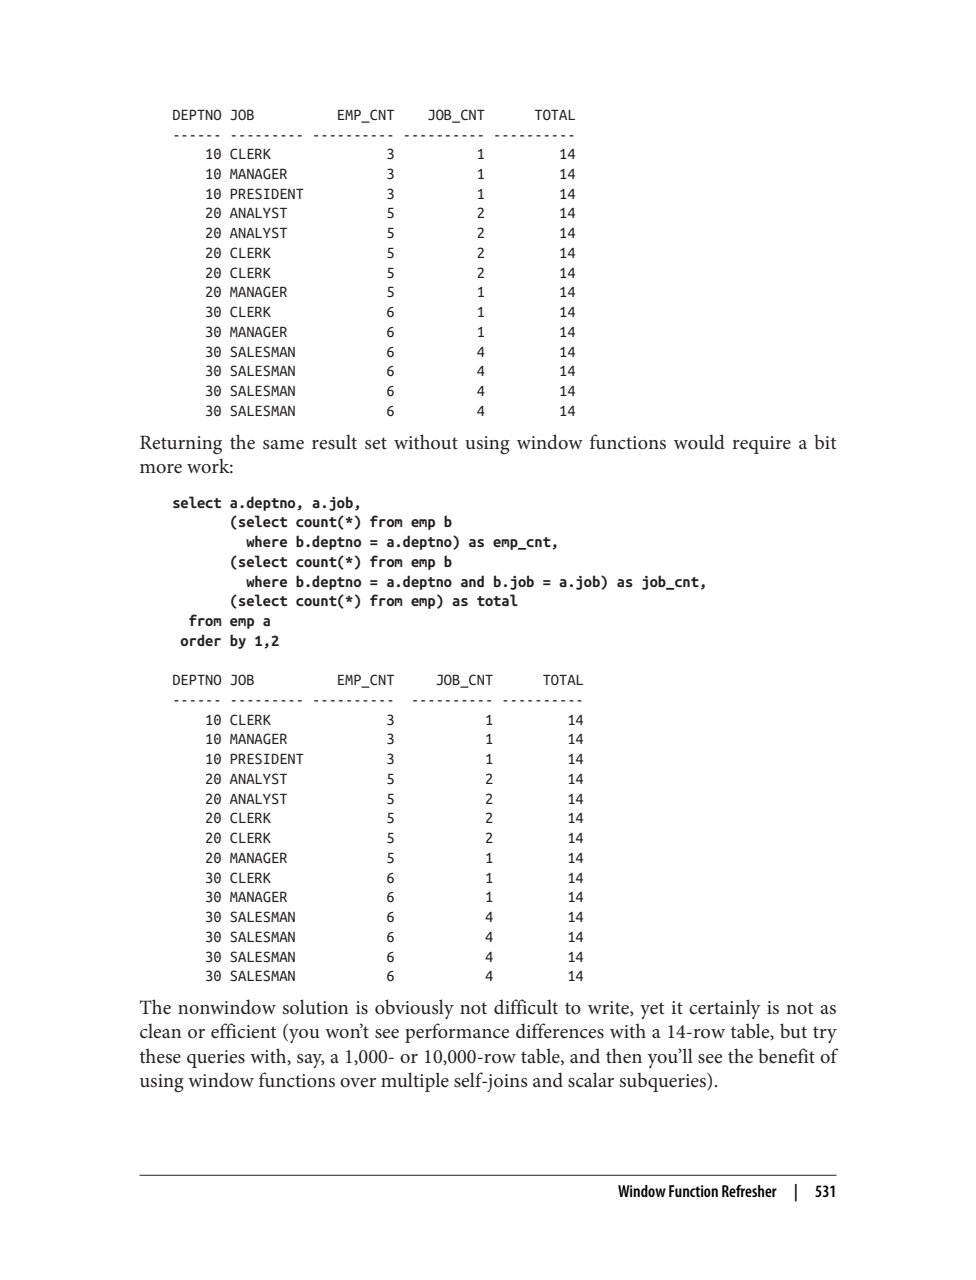 DEPTNO JOB          EMP_CNT    JOB_CNT      TOTAL
------ --------- ---------- ---------- ----------
    10 CLERK              3          1         14
    10 MANAGER            3          1         14
    10 PRESIDENT          3          1         14
    20 ANALYST            5          2         14
    20 ANALYST            5          2         14
    20 CLERK              5          2         14
    20 CLERK              5          2         14
    20 MANAGER            5          1         14
    30 CLERK              6          1         14
    30 MANAGER            6          1         14
    30 SALESMAN           6          4         14
    30 SALESMAN           6          4         14
    30 SALESMAN           6          4         14
    30 SALESMAN           6          4         14
Returning the same result set without using window functions would require a bit
more work:
select a.deptno, a.job,
       (select count(*) from emp b
         where b.deptno = a.deptno) as emp_cnt,
       (select count(*) from emp b
         where b.deptno = a.deptno and b.job = a.job) as job_cnt,
       (select count(*) from emp) as total
  from emp a
 order by 1,2
DEPTNO JOB          EMP_CNT     JOB_CNT      TOTAL
------ --------- ----------  ---------- ----------
    10 CLERK              3           1         14
    10 MANAGER            3           1         14
    10 PRESIDENT          3           1         14
    20 ANALYST            5           2         14
    20 ANALYST            5           2         14
    20 CLERK              5           2         14
    20 CLERK              5           2         14
    20 MANAGER            5           1         14
    30 CLERK              6           1         14
    30 MANAGER            6           1         14
    30 SALESMAN           6           4         14
    30 SALESMAN           6           4         14
    30 SALESMAN           6           4         14
    30 SALESMAN           6           4         14
The nonwindow solution is obviously not difficult to write, yet it certainly is not as
clean or efficient (you won’t see performance differences with a 14-row table, but try
these queries with, say, a 1,000- or 10,000-row table, and then you’ll see the benefit of
using window functions over multiple self-joins and scalar subqueries).
Window Function Refresher | 531